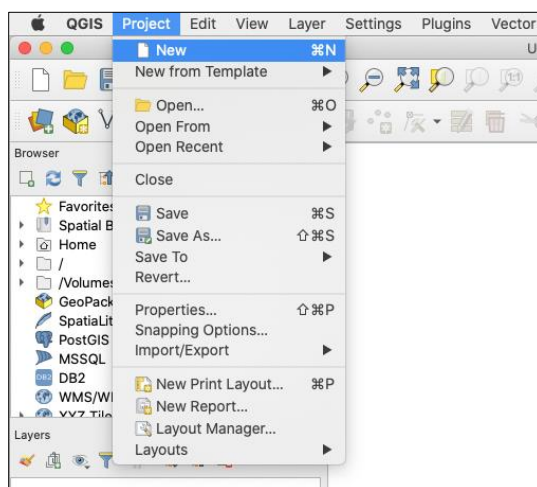 QGIS Project Edit View Layer Settings Plugins Vector
New ⌘N
New from Template
Open... ⌘O
Open From
Open Recent
Close
Save ⌘S
Save As... ⇧⌘S
Save To
Revert...
Properties... ⇧⌘P
Snapping Options...
Import/Export
New Print Layout... ⌘P
New Report...
Layout Manager...
Layouts
Browser
Favorites
Spatial B
Home
/
/Volumes
GeoPack
SpatiaLit
PostGIS
MSSQL
DB2
WMS/W
XYZ Tile
Layers